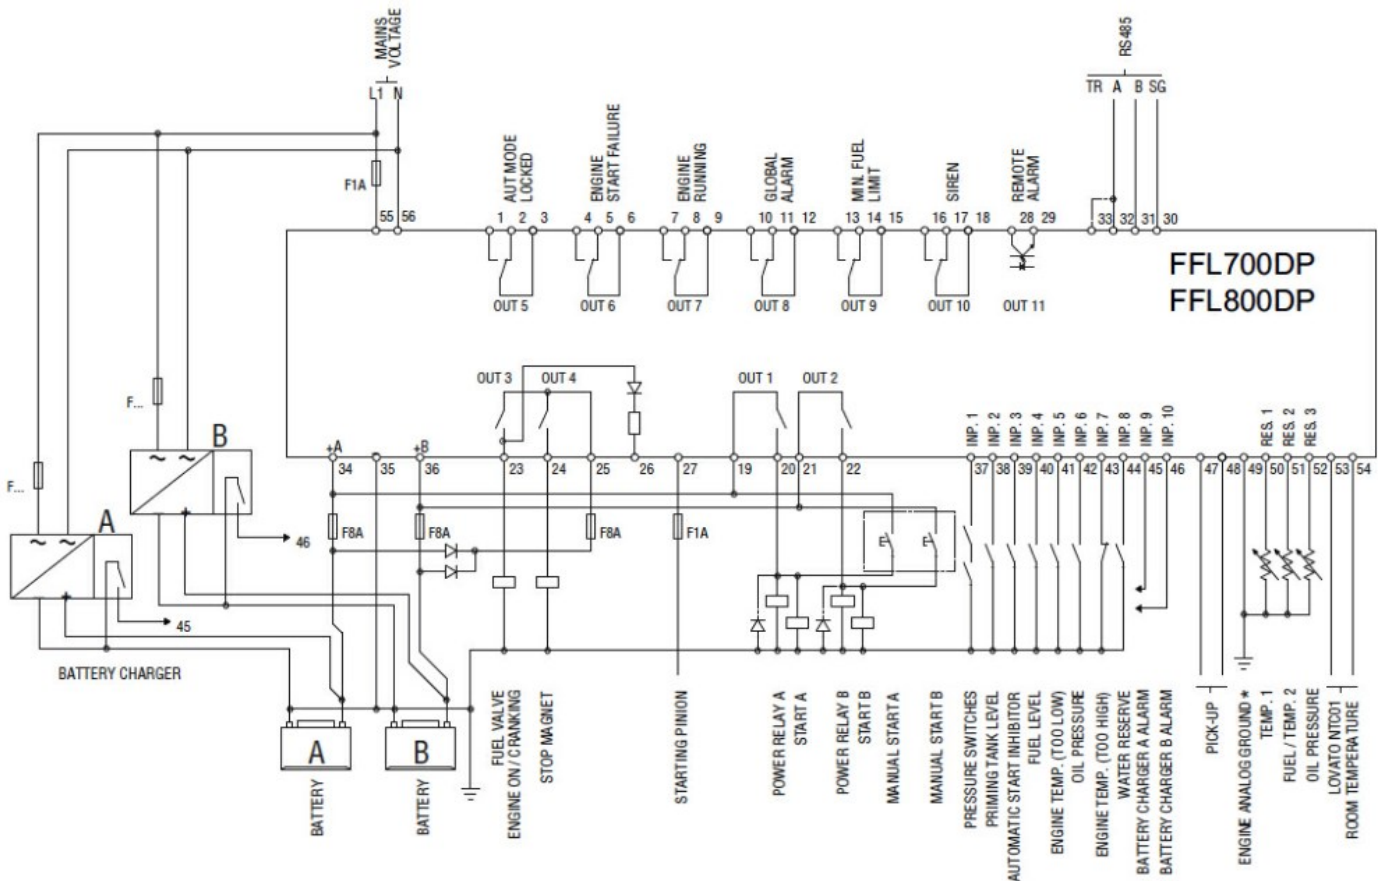 MAINS
VOLTAGE
L1 N
RS485
TR A B SG
F1A
55 56
AUT MODE
LOCKED
ENGINE
START FAILURE
ENGINE
RUNNING
GLOBAL
ALARM
MIN. FUEL
LIMIT
SIREN
REMOTE
ALARM
1 2 3
4 5 6
7 8 9
10 11 12
13 14 15
16 17 18
28 29
33 32 31 30
OUT 5
OUT 6
OUT 7
OUT 8
OUT 9
OUT 10
OUT 11
FFL700DP
FFL800DP
OUT 3
OUT 4
OUT 1
OUT 2
+A
-
+B
INP. 1
INP. 2
INP. 3
INP. 4
INP. 5
INP. 6
INP. 7
INP. 8
INP. 9
INP. 10
RES. 1
RES. 2
RES. 3
34 35 36 23 24 25 26 27 19 20 21 22 37 38 39 40 41 42 43 44 45 46 47 48 49 50 51 52 53 54
F...
F...
B
~ ~
- +
46
A
~ ~
- +
45
F8A
F8A
F8A
F1A
BATTERY CHARGER
A
B
BATTERY
BATTERY
FUEL VALVE
ENGINE ON / CRANKING
STOP MAGNET
STARTING PINION
POWER RELAY A
START A
POWER RELAY B
START B
MANUAL START A
MANUAL START B
PRESSURE SWITCHES
PRIMING TANK LEVEL
AUTOMATIC START INHIBITOR
FUEL LEVEL
ENGINE TEMP. (TOO LOW)
OIL PRESSURE
ENGINE TEMP. (TOO HIGH)
WATER RESERVE
BATTERY CHARGER A ALARM
BATTERY CHARGER B ALARM
PICK-UP
ENGINE ANALOG GROUND *
TEMP. 1
FUEL / TEMP. 2
OIL PRESSURE
LOVATO NTC01
ROOM TEMPERATURE